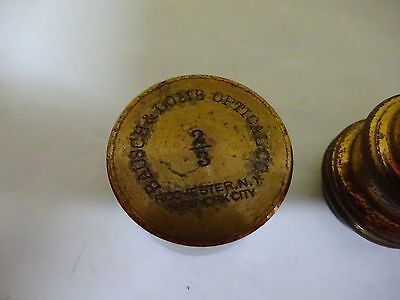 BAUSCH & LOMB OPTICAL CO.
2/3
ROCHESTER, N.Y.
NEW YORK CITY